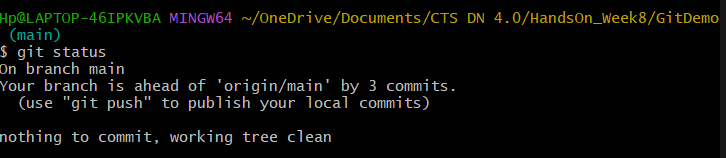 Hp@LAPTOP-46IPKVBA MINGW64 ~/OneDrive/Documents/CTS DN 4.0/HandsOn_Week8/GitDemo
(main)
$ git status
On branch main
Your branch is ahead of 'origin/main' by 3 commits.
  (use "git push" to publish your local commits)

nothing to commit, working tree clean